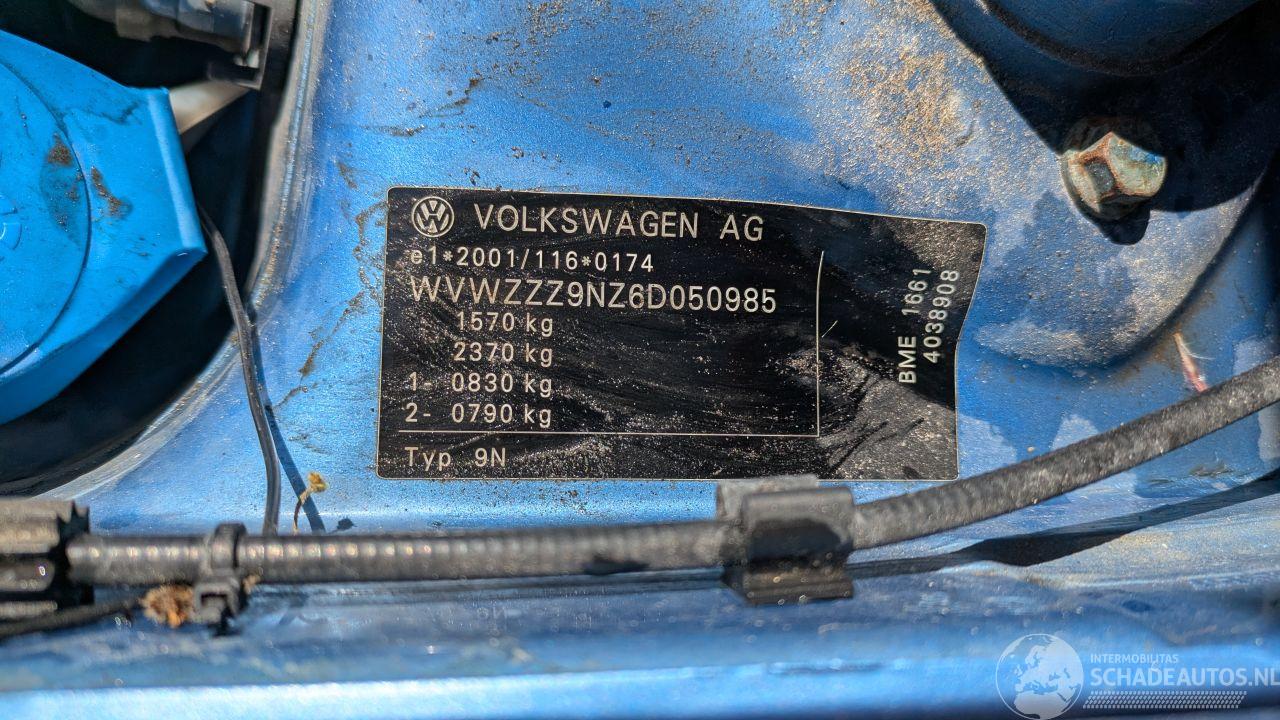 VOLKSWAGEN AG
e1*2001/116*0174
WVWZZZ9NZ6D050985
1570 kg
2370 kg
1- 0830 kg
2- 0790 kg
Typ 9N
BME 1661
4038908
INTERMOBILITAS
SCHADEAUTOS.NL